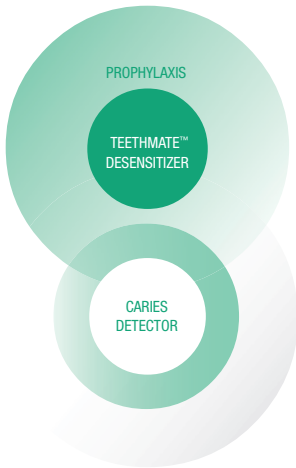 PROPHYLAXIS
TEETHMATE™
DESENSITIZER
CARIES
DETECTOR